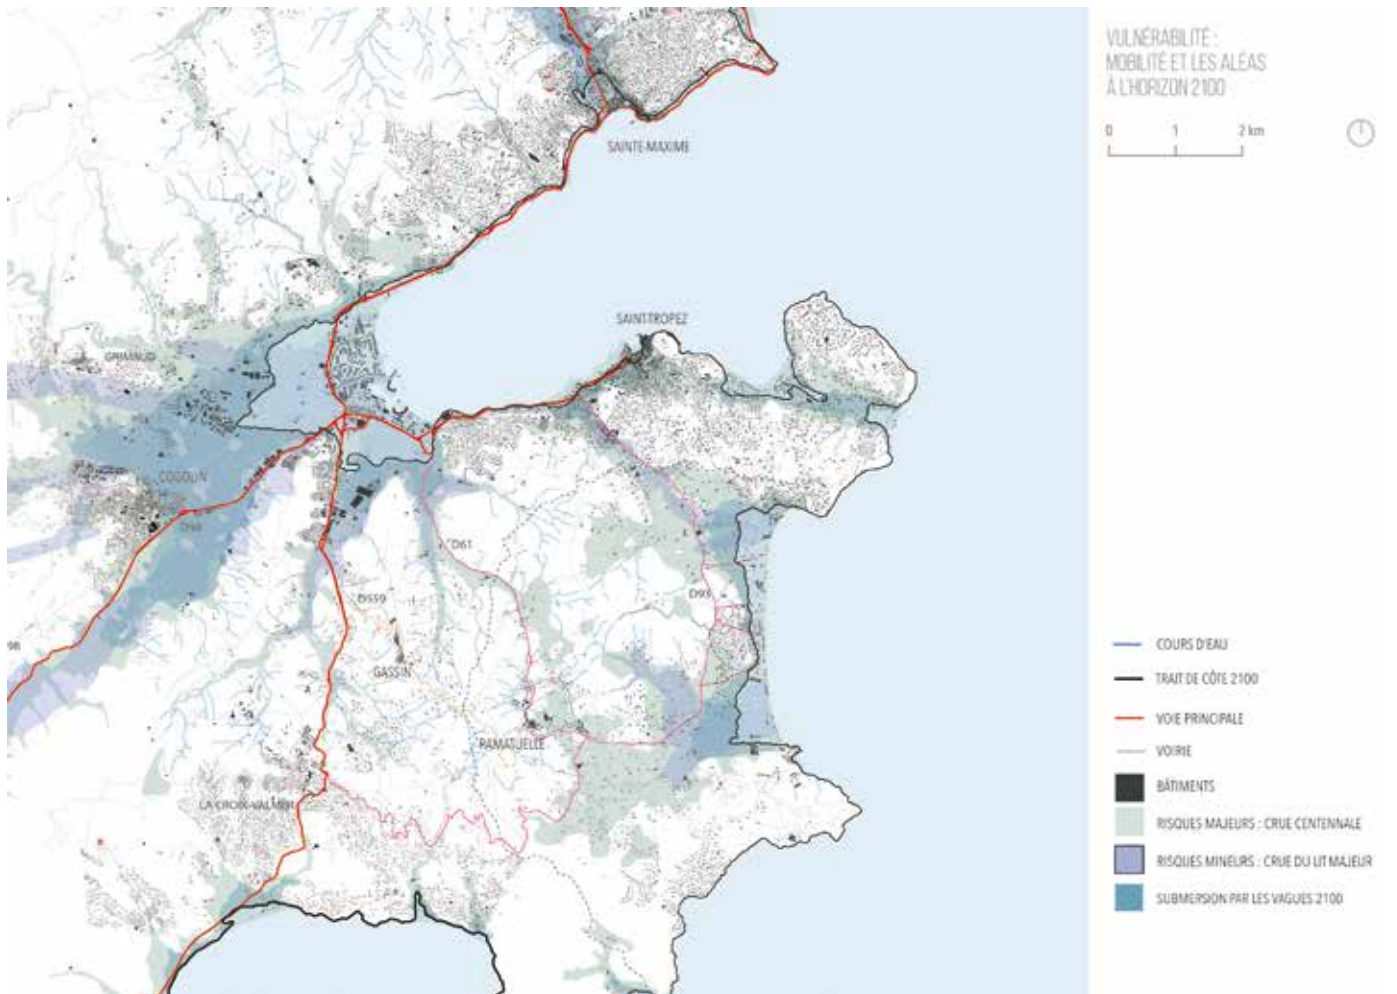 VULNÉRABILITÉ :
MOBILITÉ ET LES ALÉAS
À L'HORIZON 2100
0 1 2 km
SAINTE-MAXIME
SAINT-TROPEZ
GRIMAUD
COGOLIN
D98
D61
D559
D93
98
GASSIN
RAMATUELLE
LA CROIX-VALMER
COURS D'EAU
TRAIT DE CÔTE 2100
VOIE PRINCIPALE
VOIRIE
BÂTIMENTS
RISQUES MAJEURS : CRUE CENTENNALE
RISQUES MINEURS : CRUE DU LIT MAJEUR
SUBMERSION PAR LES VAGUES 2100